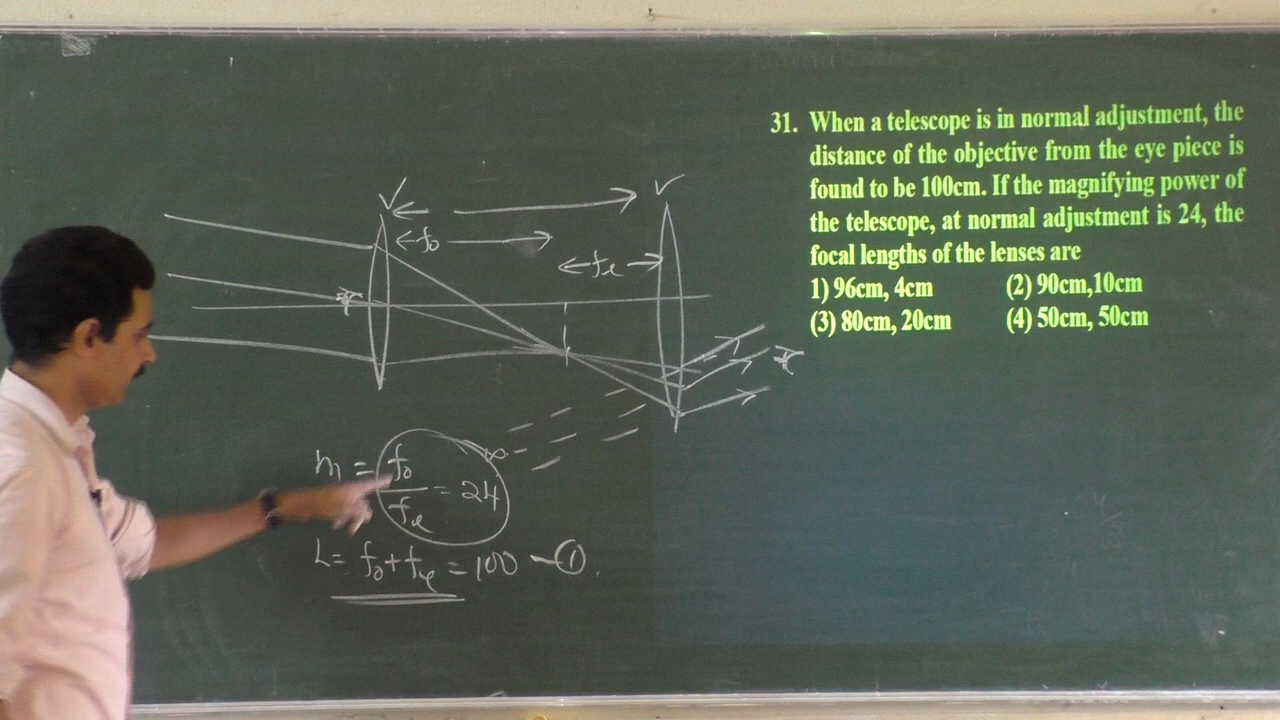 31. When a telescope is in normal adjustment, the
distance of the objective from the eye piece is
found to be 100cm. If the magnifying power of
the telescope, at normal adjustment is 24, the
focal lengths of the lenses are
1) 96cm, 4cm (2) 90cm,10cm
(3) 80cm, 20cm (4) 50cm, 50cm
f₀
fₑ
∞
m = f₀/fₑ = 24
L = f₀ + fₑ = 100 — ①